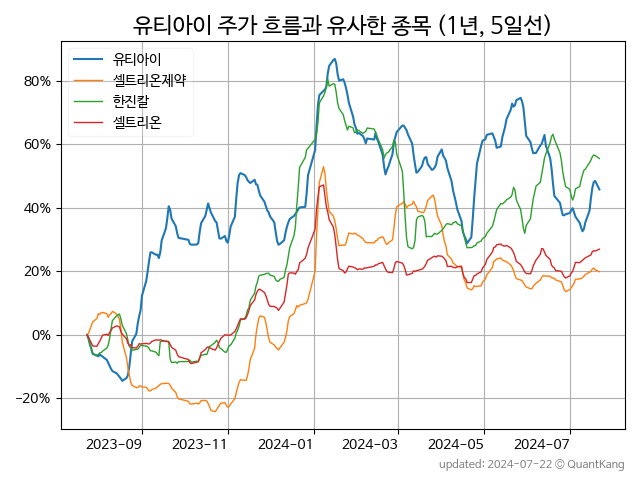 유티아이 주가 흐름과 유사한 종목 (1년, 5일선)
유티아이
셀트리온제약
한진칼
셀트리온
80%
60%
40%
20%
0%
−20%
2023−09
2023−11
2024−01
2024−03
2024−05
2024−07
updated: 2024-07-22 © QuantKang